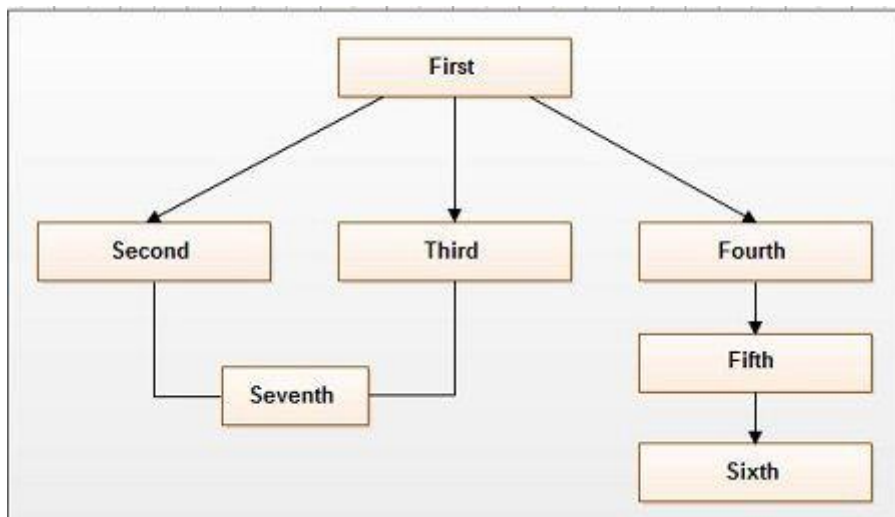 First
Second
Third
Fourth
Fifth
Seventh
Sixth